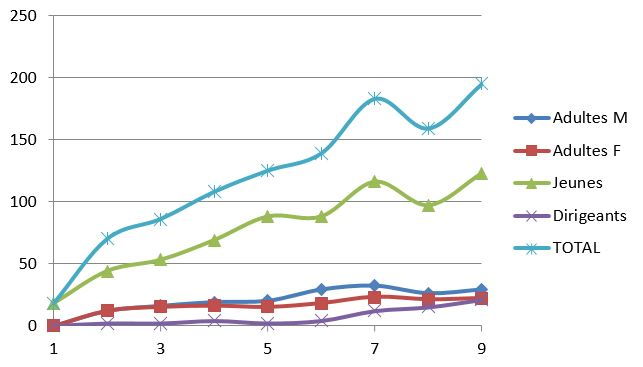 250
200
150
100
50
0
1 3 5 7 9
Adultes M
Adultes F
Jeunes
Dirigeants
TOTAL